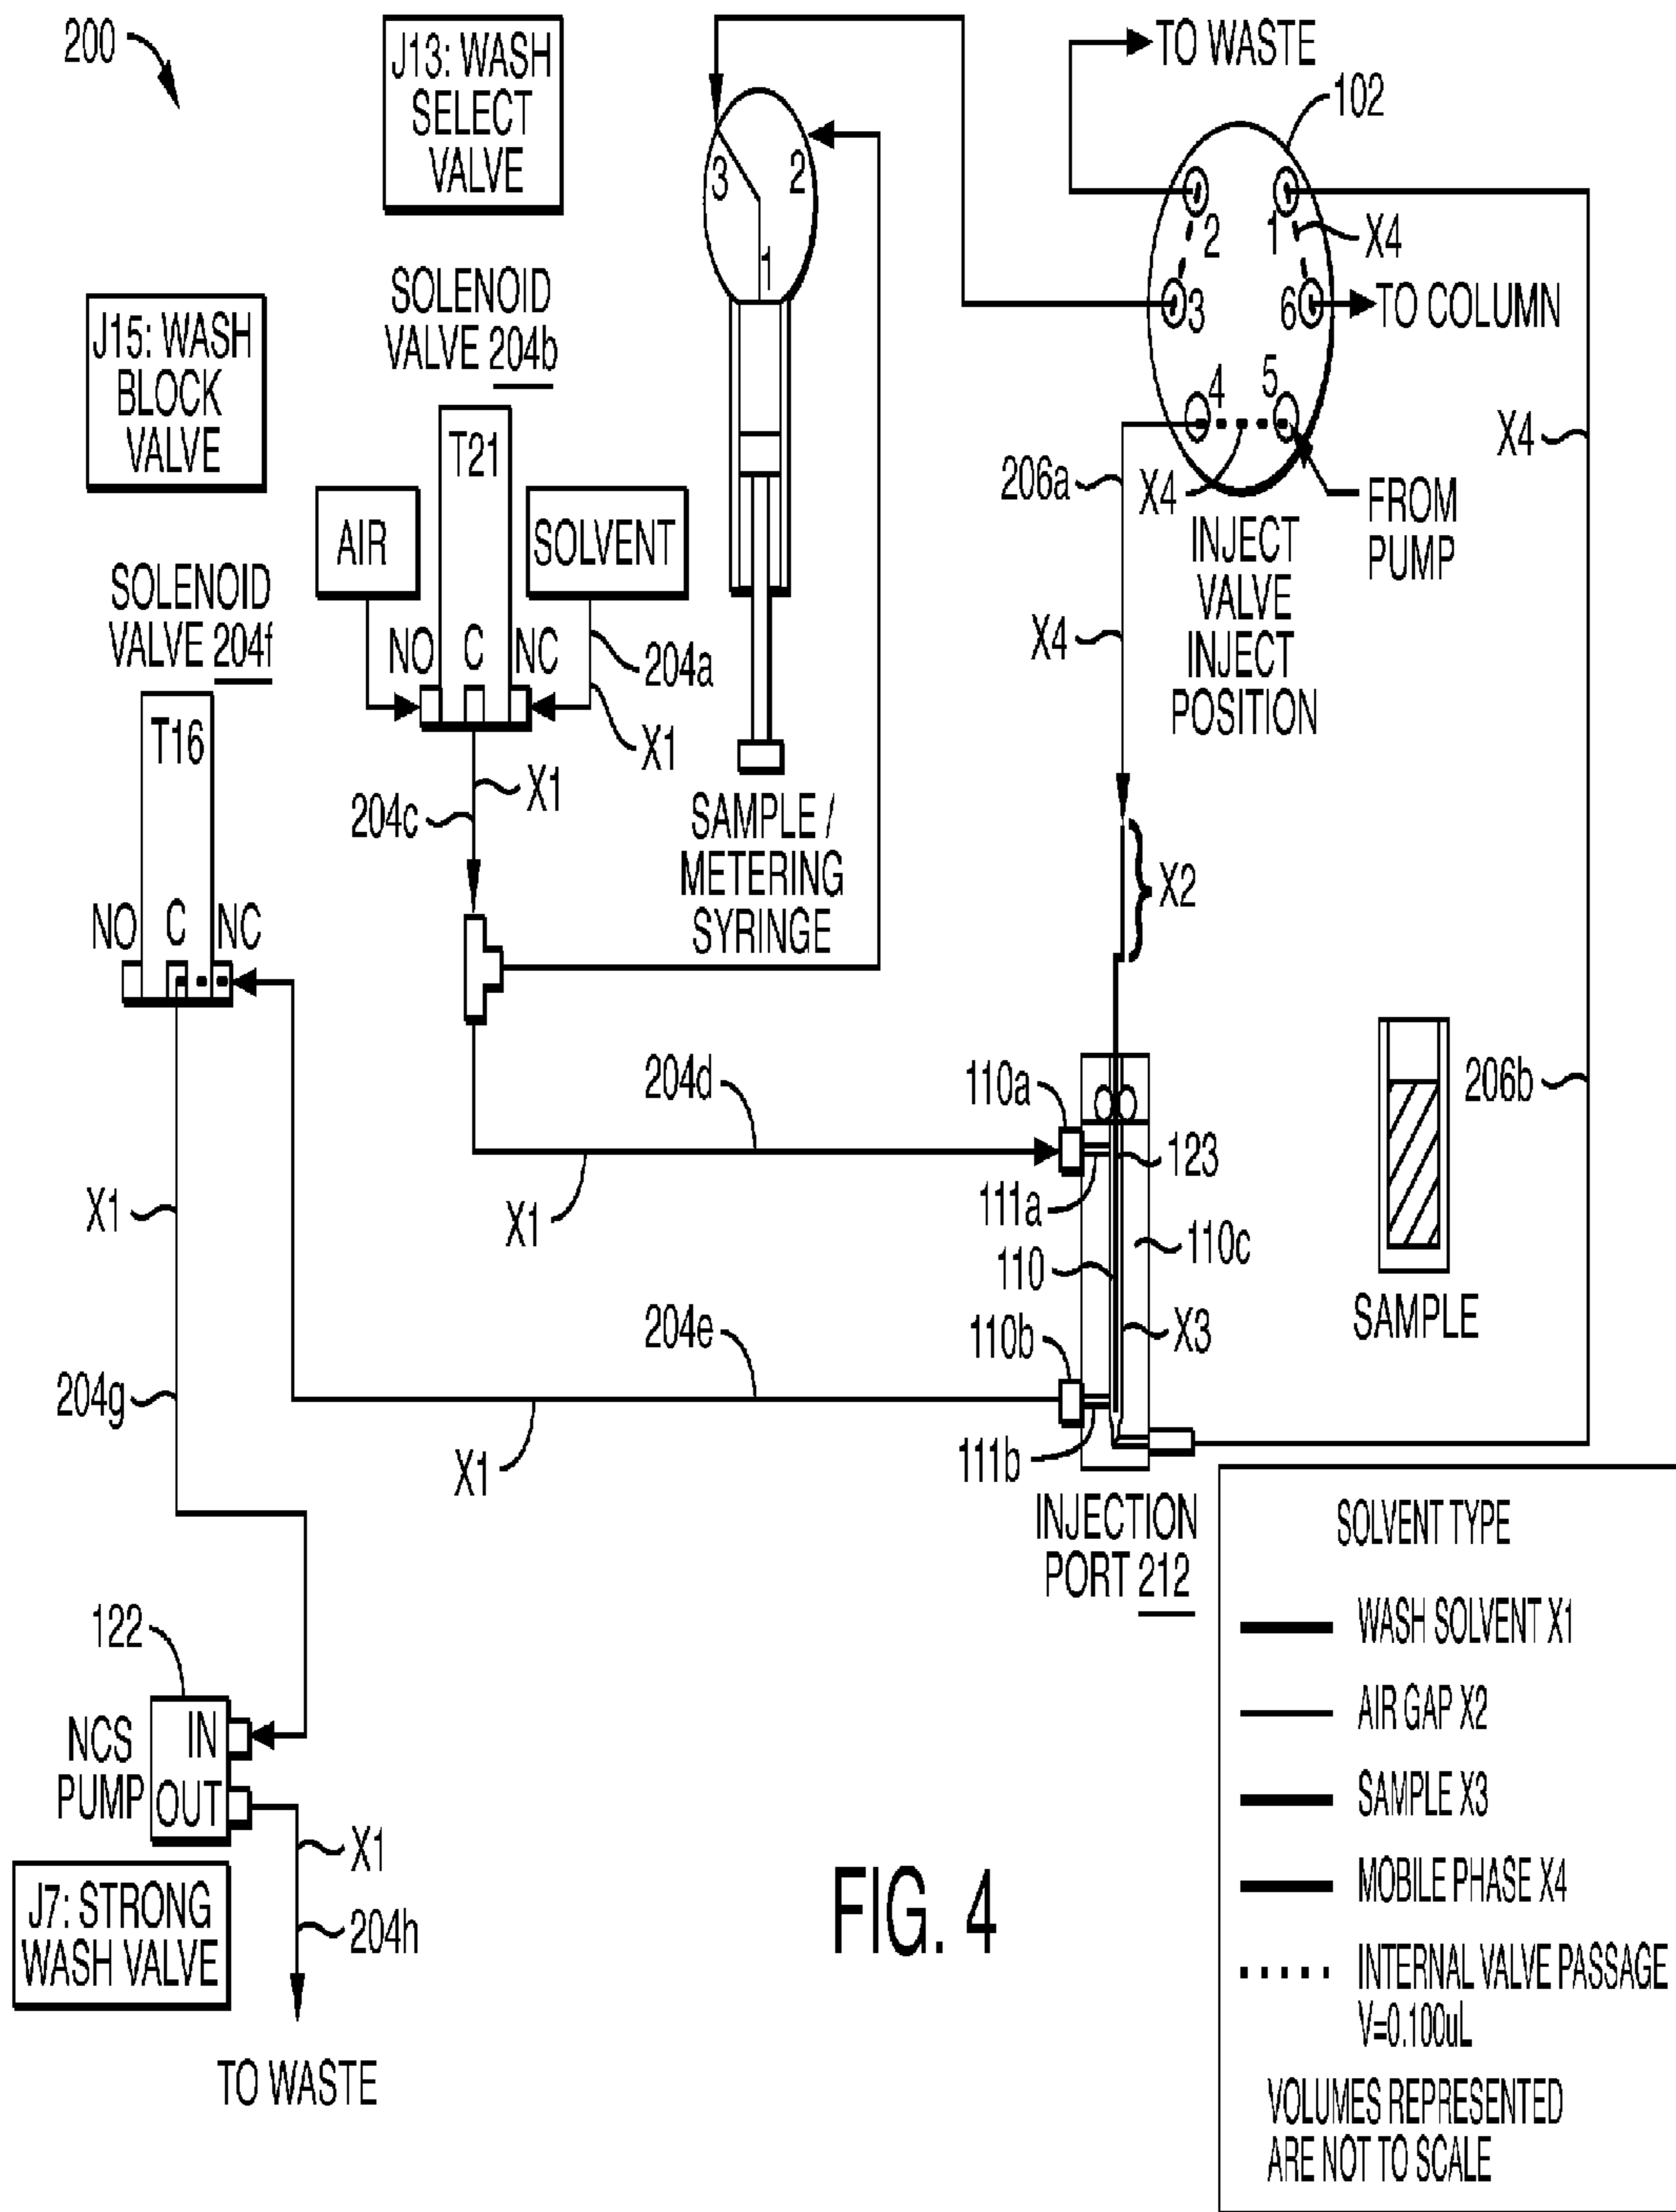 200
J13: WASH
SELECT
VALVE
TO WASTE
102
3
2
1
2
1
X4
3
6
TO COLUMN
4
5
SOLENOID
VALVE 204b
J15: WASH
BLOCK
VALVE
T21
206a
X4
FROM
PUMP
X4
AIR
SOLVENT
INJECT
VALVE
INJECT
POSITION
SOLENOID
VALVE 204f
NO
C
NC
204a
X1
X4
T16
204c
X1
SAMPLE /
METERING
SYRINGE
X2
NO
C
NC
204d
110a
206b
123
X1
111a
X1
110
110c
204e
110b
X3
SAMPLE
204g
X1
111b
INJECTION
PORT 212
122
NCS
PUMP
IN
OUT
X1
J7: STRONG
WASH VALVE
204h
TO WASTE
FIG. 4
SOLVENT TYPE
WASH SOLVENT X1
AIR GAP X2
SAMPLE X3
MOBILE PHASE X4
INTERNAL VALVE PASSAGE
V=0.100uL
VOLUMES REPRESENTED
ARE NOT TO SCALE